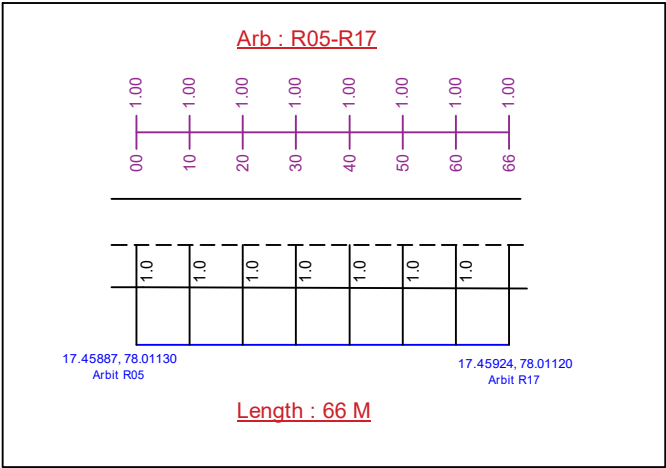 Arb : R05-R17
1.00 1.00 1.00 1.00 1.00 1.00 1.00 1.00
00 10 20 30 40 50 60 66
1.0 1.0 1.0 1.0 1.0 1.0 1.0
17.45887, 78.01130
Arbit R05
17.45924, 78.01120
Arbit R17
Length : 66 M